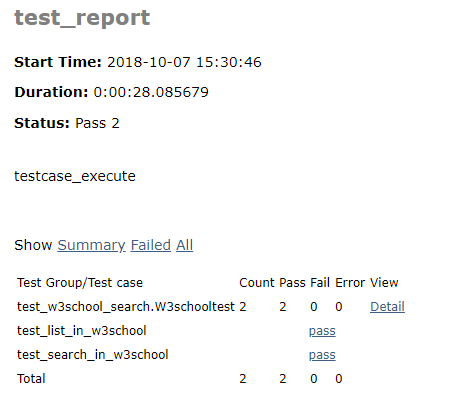 test_report
Start Time: 2018-10-07 15:30:46
Duration: 0:00:28.085679
Status: Pass 2
testcase_execute
Show Summary Failed All
Test Group/Test case Count Pass Fail Error View
test_w3school_search.W3schooltest 2 2 0 0 Detail
test_list_in_w3school pass
test_search_in_w3school pass
Total 2 2 0 0